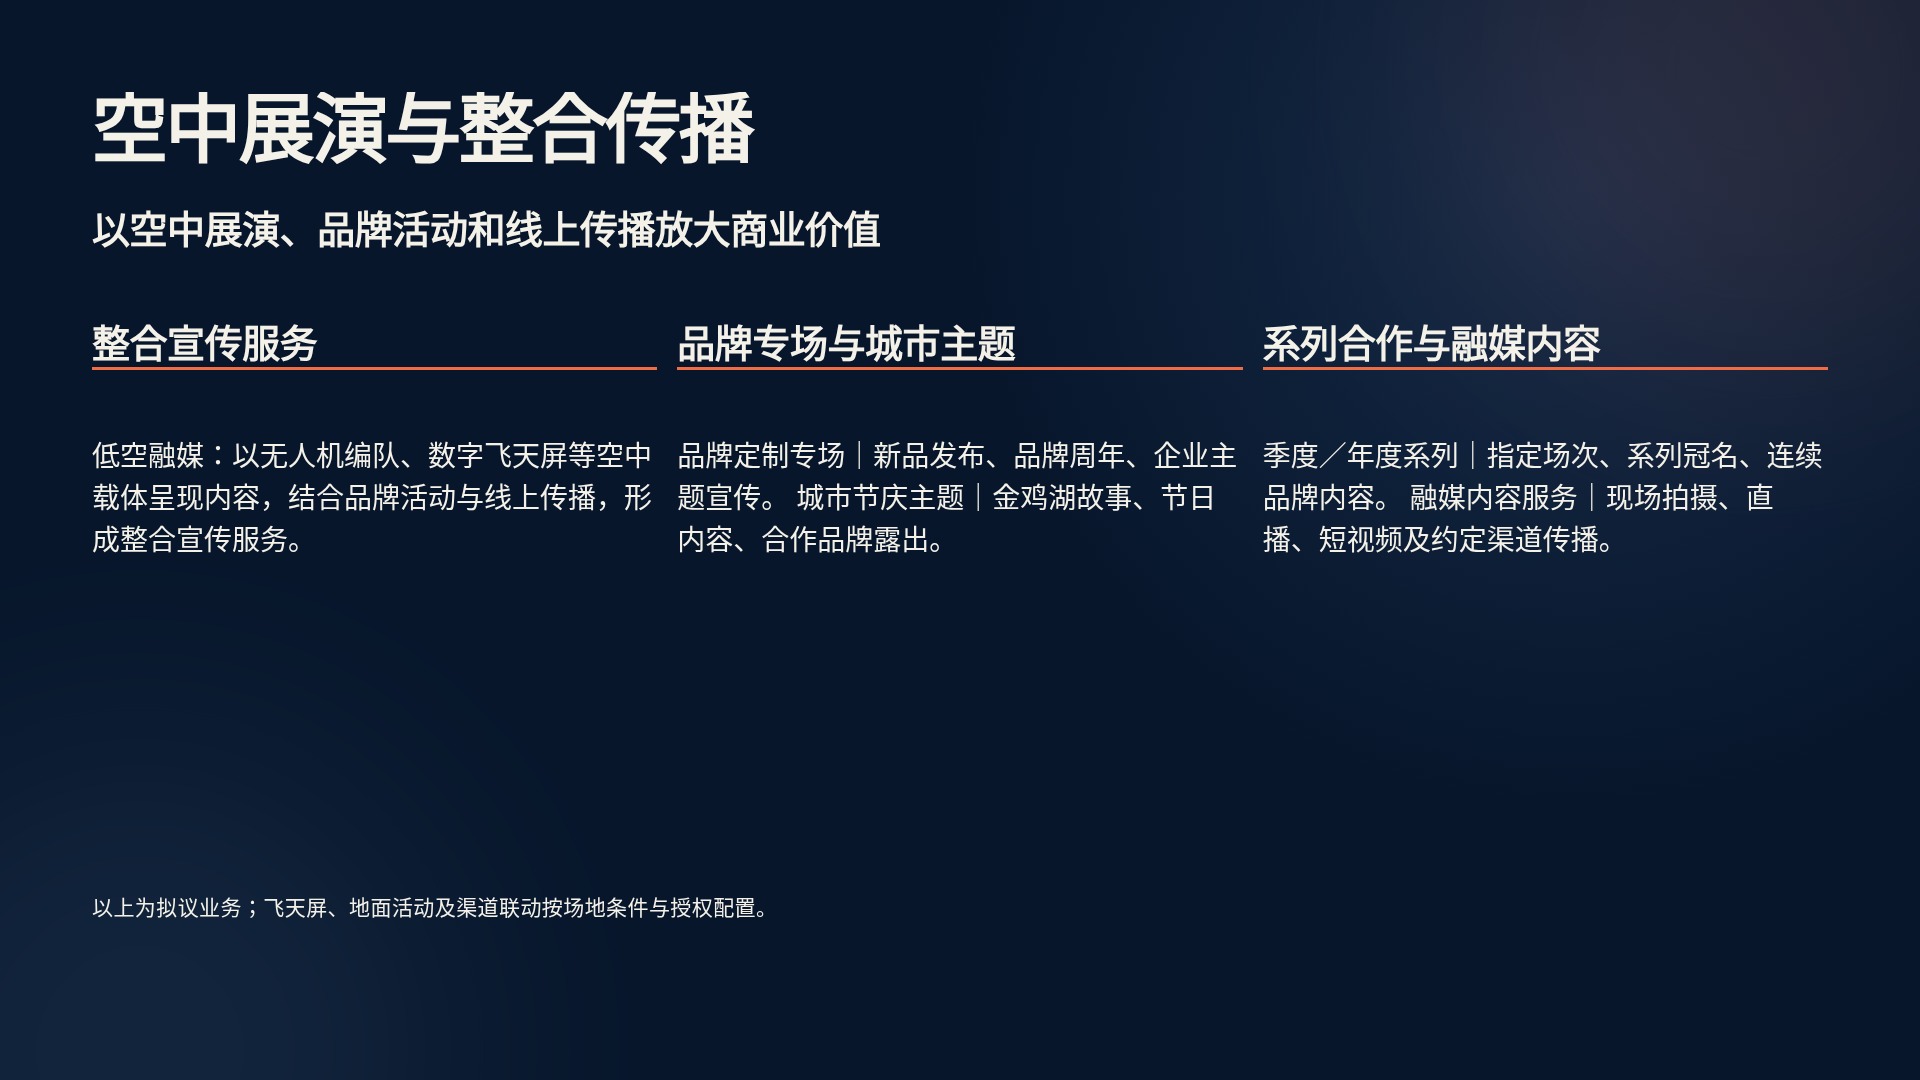 空中展演与整合传播
以空中展演、品牌活动和线上传播放大商业价值
整合宣传服务
低空融媒：以无人机编队、数字飞天屏等空中
载体呈现内容，结合品牌活动与线上传播，形
成整合宣传服务。
品牌专场与城市主题
品牌定制专场｜新品发布、品牌周年、企业主
题宣传。 城市节庆主题｜金鸡湖故事、节日
内容、合作品牌露出。
系列合作与融媒内容
季度／年度系列｜指定场次、系列冠名、连续
品牌内容。 融媒内容服务｜现场拍摄、直
播、短视频及约定渠道传播。
以上为拟议业务；飞天屏、地面活动及渠道联动按场地条件与授权配置。